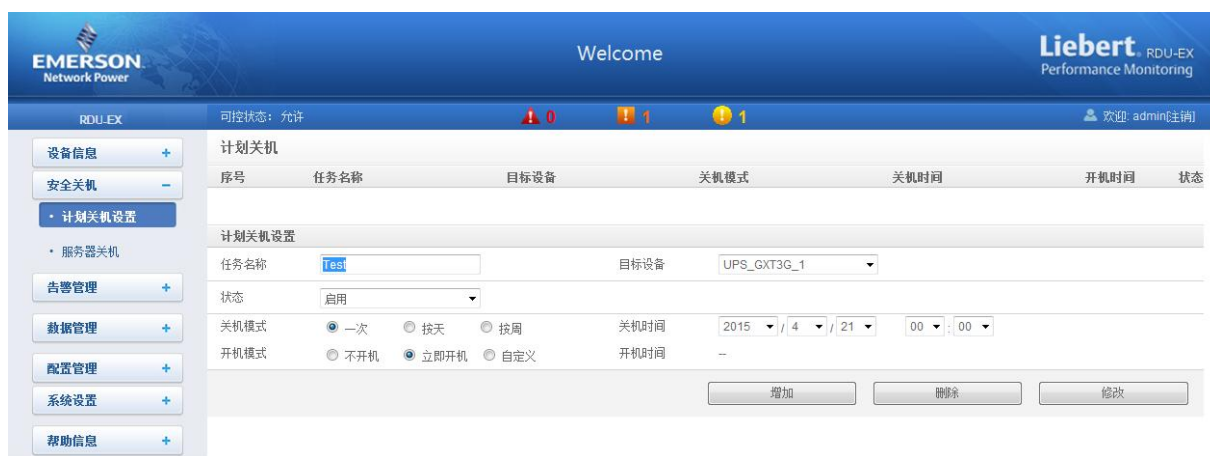 EMERSON
Network Power
Welcome
Liebert. RDU-EX
Performance Monitoring
RDU-EX
可控状态：允许
0
1
1
欢迎: admin[注销]
设备信息 +
安全关机 −
· 计划关机设置
· 服务器关机
告警管理 +
数据管理 +
配置管理 +
系统设置 +
帮助信息 +
计划关机
序号 任务名称 目标设备 关机模式 关机时间 开机时间 状态
计划关机设置
任务名称 Test 目标设备 UPS_GXT3G_1
状态 启用
关机模式 一次 按天 按周 关机时间 2015 / 4 / 21 00 : 00
开机模式 不开机 立即开机 自定义 开机时间 --
增加 删除 修改